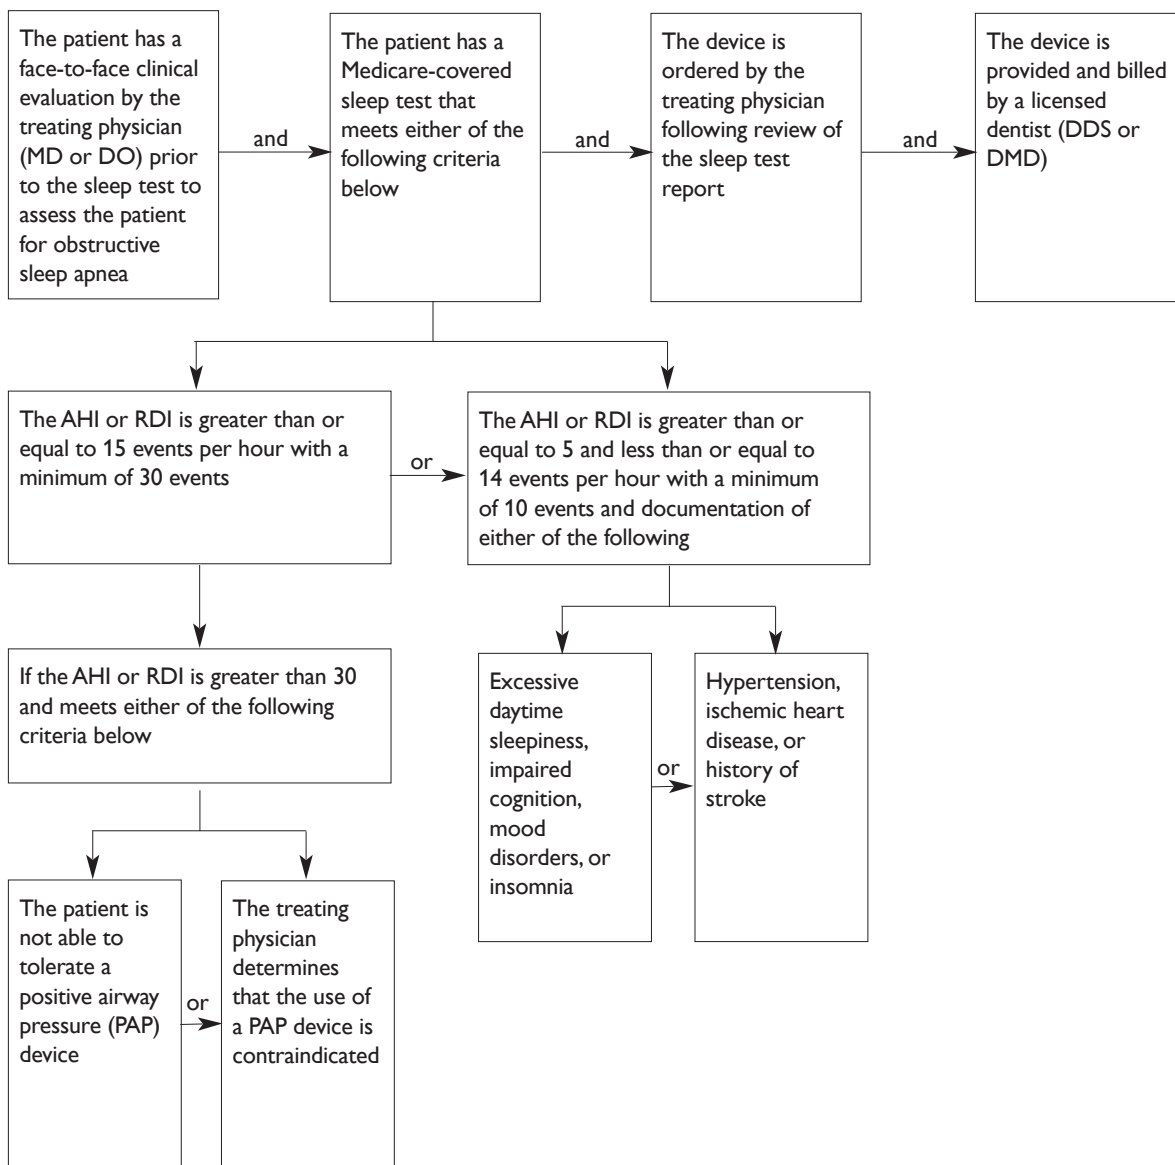 The patient has a
face-to-face clinical
evaluation by the
treating physician
(MD or DO) prior
to the sleep test to
assess the patient
for obstructive
sleep apnea
and
The patient has a
Medicare-covered
sleep test that
meets either of the
following criteria
below
and
The device is
ordered by the
treating physician
following review of
the sleep test
report
and
The device is
provided and billed
by a licensed
dentist (DDS or
DMD)
The AHI or RDI is greater than or
equal to 15 events per hour with a
minimum of 30 events
or
The AHI or RDI is greater than or
equal to 5 and less than or equal to
14 events per hour with a minimum
of 10 events and documentation of
either of the following
If the AHI or RDI is greater than 30
and meets either of the following
criteria below
Excessive
daytime
sleepiness,
impaired
cognition,
mood
disorders, or
insomnia
or
Hypertension,
ischemic heart
disease, or
history of
stroke
The patient is
not able to
tolerate a
positive airway
pressure (PAP)
device
or
The treating
physician
determines
that the use of
a PAP device is
contraindicated